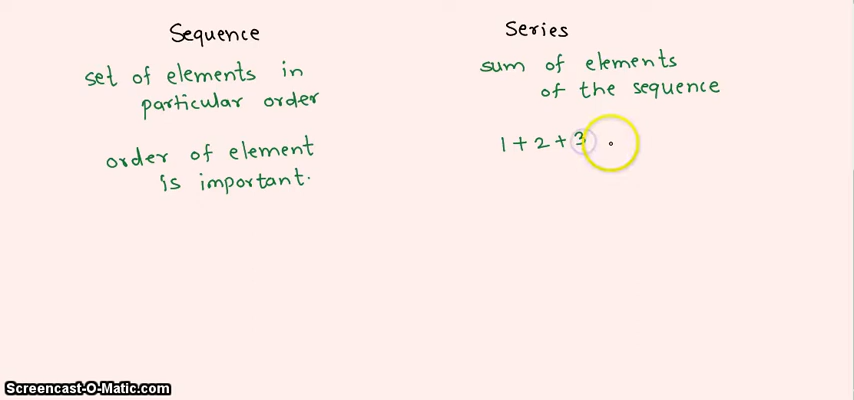 Sequence
set of elements in
particular order
order of element
is important.
Series
sum of elements
of the sequence
1 + 2 + 3
Screencast-O-Matic.com